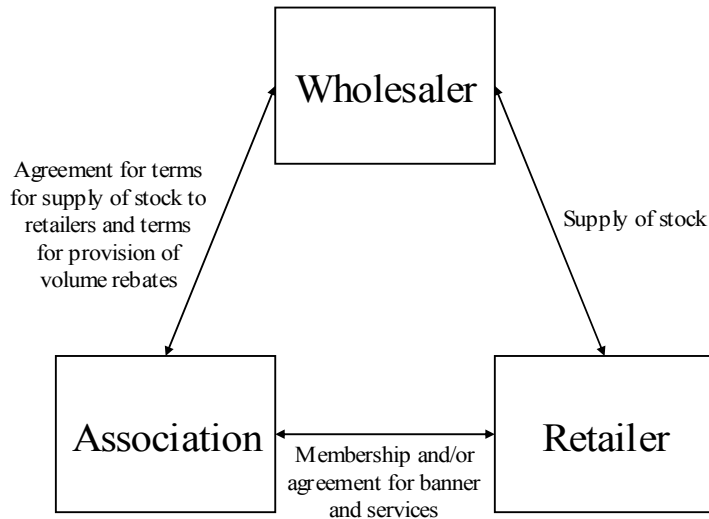 Wholesaler
Agreement for terms
for supply of stock to
retailers and terms
for provision of
volume rebates
Supply of stock
Association
Retailer
Membership and/or
agreement for banner
and services